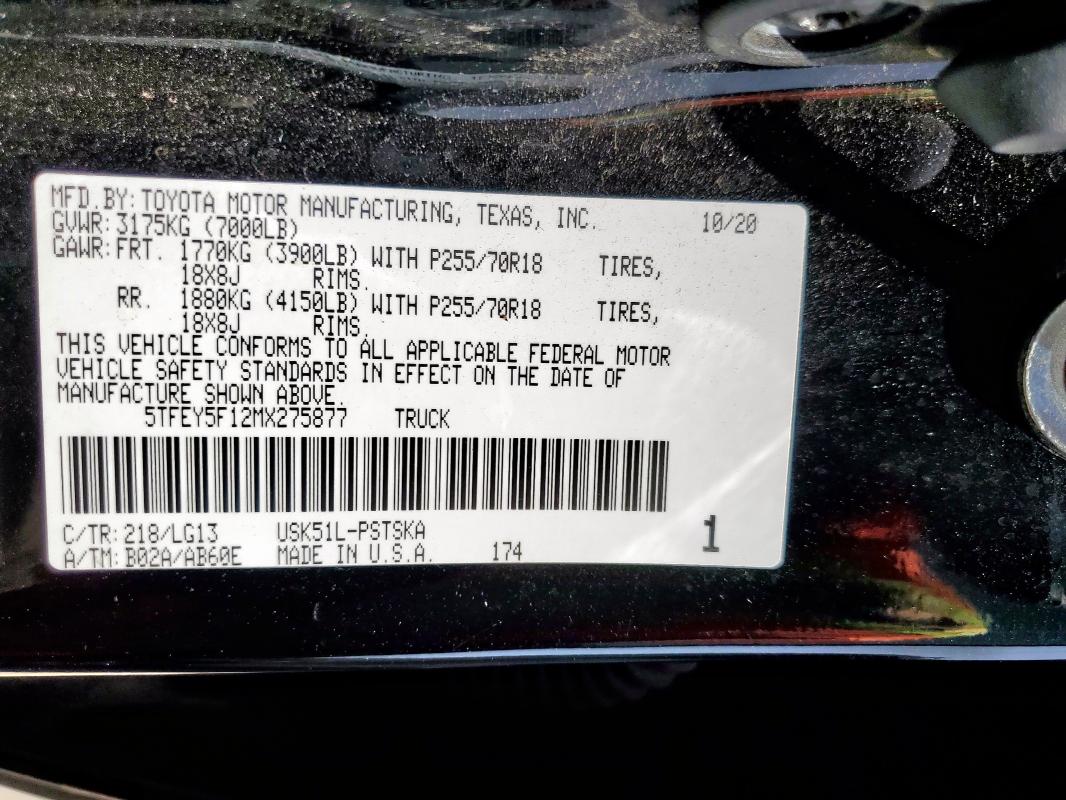 MFD.BY: TOYOTA MOTOR MANUFACTURING, TEXAS, INC. 10/20
GVWR: 3175KG (7000LB)
GAWR: FRT. 1770KG (3900LB) WITH P255/70R18 TIRES,
18X8J RIMS.
RR. 1880KG (4150LB) WITH P255/70R18 TIRES,
18X8J RIMS.
THIS VEHICLE CONFORMS TO ALL APPLICABLE FEDERAL MOTOR
VEHICLE SAFETY STANDARDS IN EFFECT ON THE DATE OF
MANUFACTURE SHOWN ABOVE.
5TFEY5F12MX275877 TRUCK
C/TR: 218/LG13 USK51L-PSTSKA
A/TM: B02A/AB60E MADE IN U.S.A. 174 1